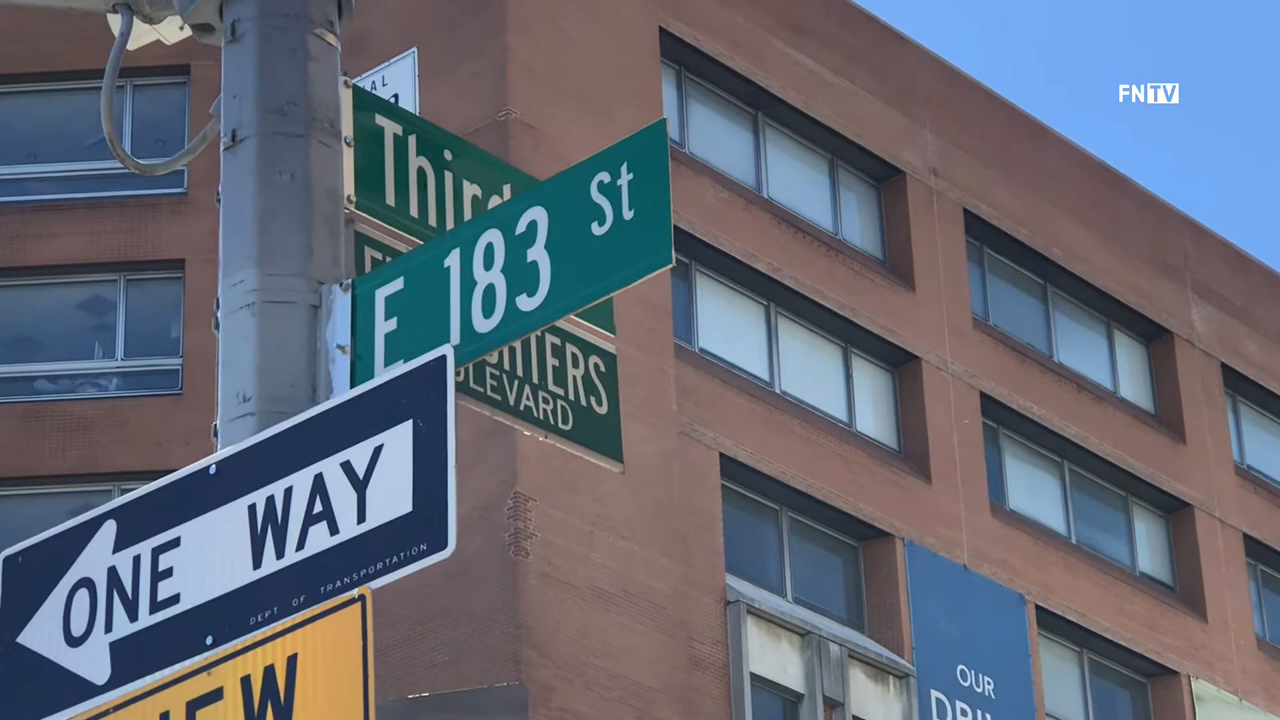 FNTV
Third
E 183 St
BOULEVARD
ONE WAY
DEPT OF TRANSPORTATION
OUR